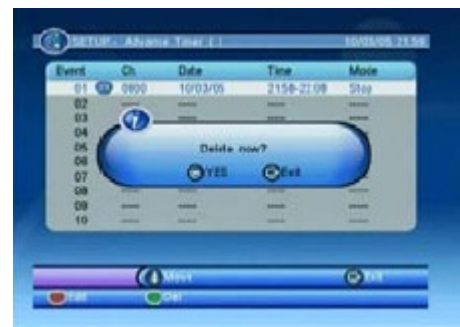 SETUP - Advance Timer ( ) 10/03/05 21:59
Event Ch Date Time Mode
01 0800 10/03/05 2158-22:08 Stop
02 ---- ---- ---- ----
03
04
05
06
07
08 ---- ---- ---- ----
09 ---- ---- ---- ----
10 ---- ---- ---- ----
Delete now?
YES Exit
Move Exit
Edit Del